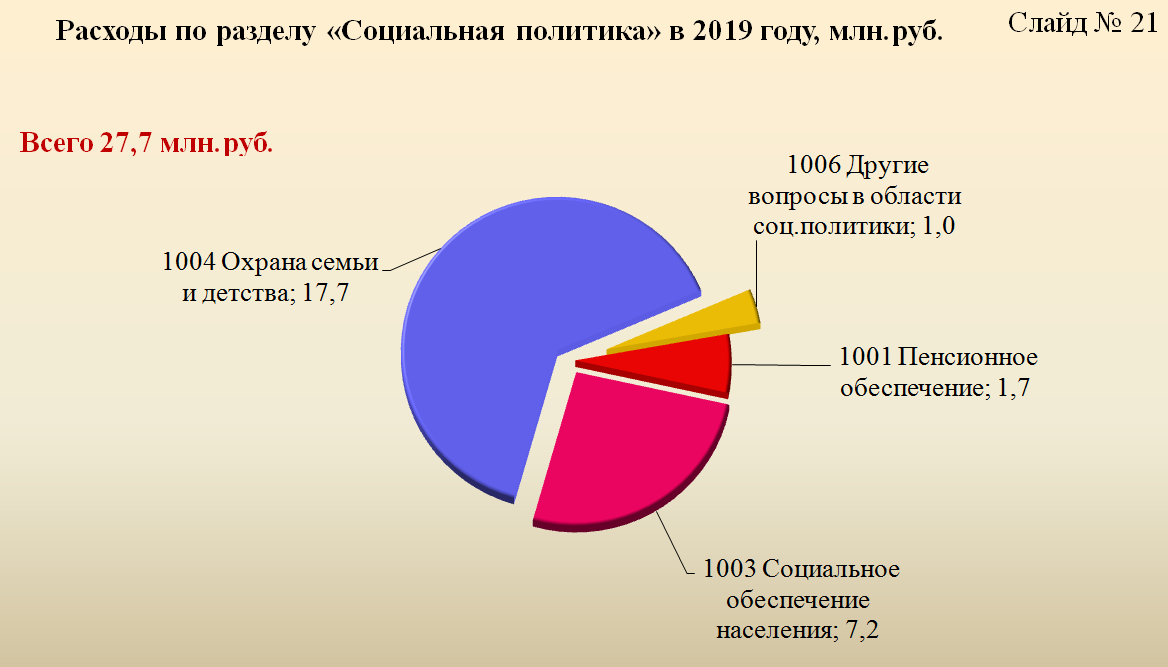 Расходы по разделу «Социальная политика» в 2019 году, млн.руб.
Слайд № 21
Всего 27,7 млн.руб.
1006 Другие
вопросы в области
соц.политики; 1,0
1004 Охрана семьи
и детства; 17,7
1001 Пенсионное
обеспечение; 1,7
1003 Социальное
обеспечение
населения; 7,2